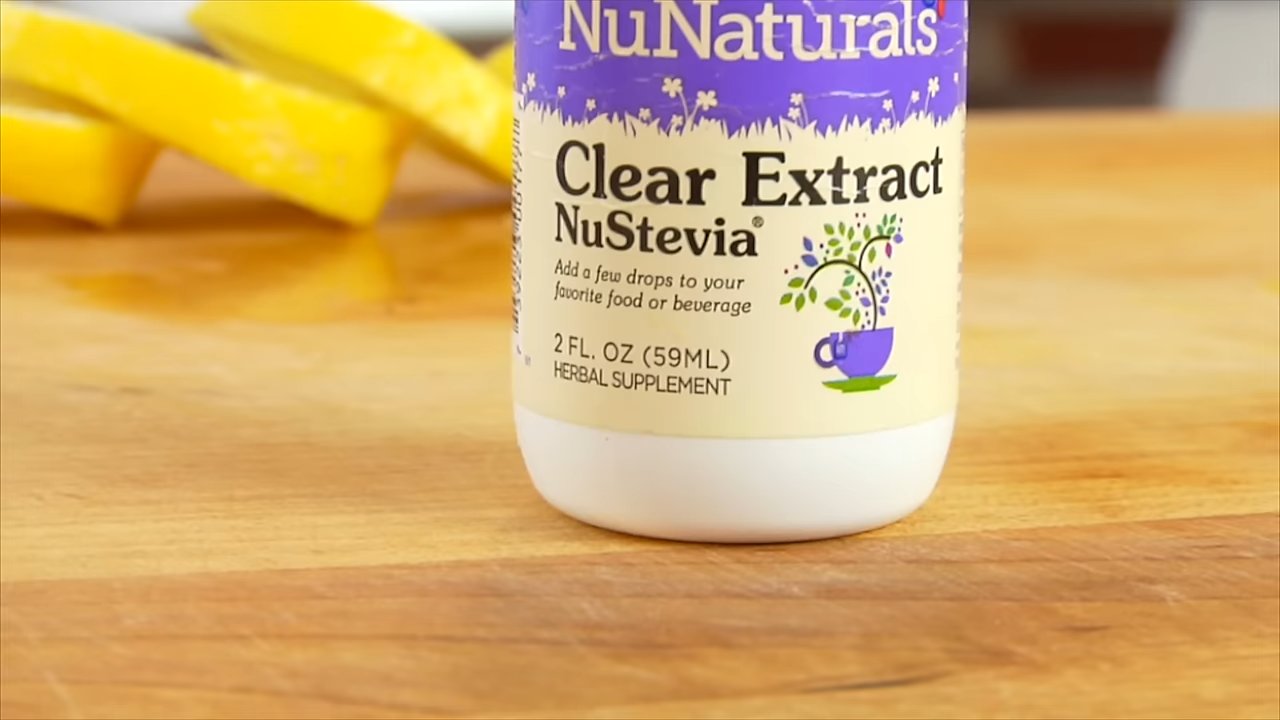 NuNaturals
Clear Extract
NuStevia®
Add a few drops to your
favorite food or beverage
2 FL. OZ (59ML)
HERBAL SUPPLEMENT